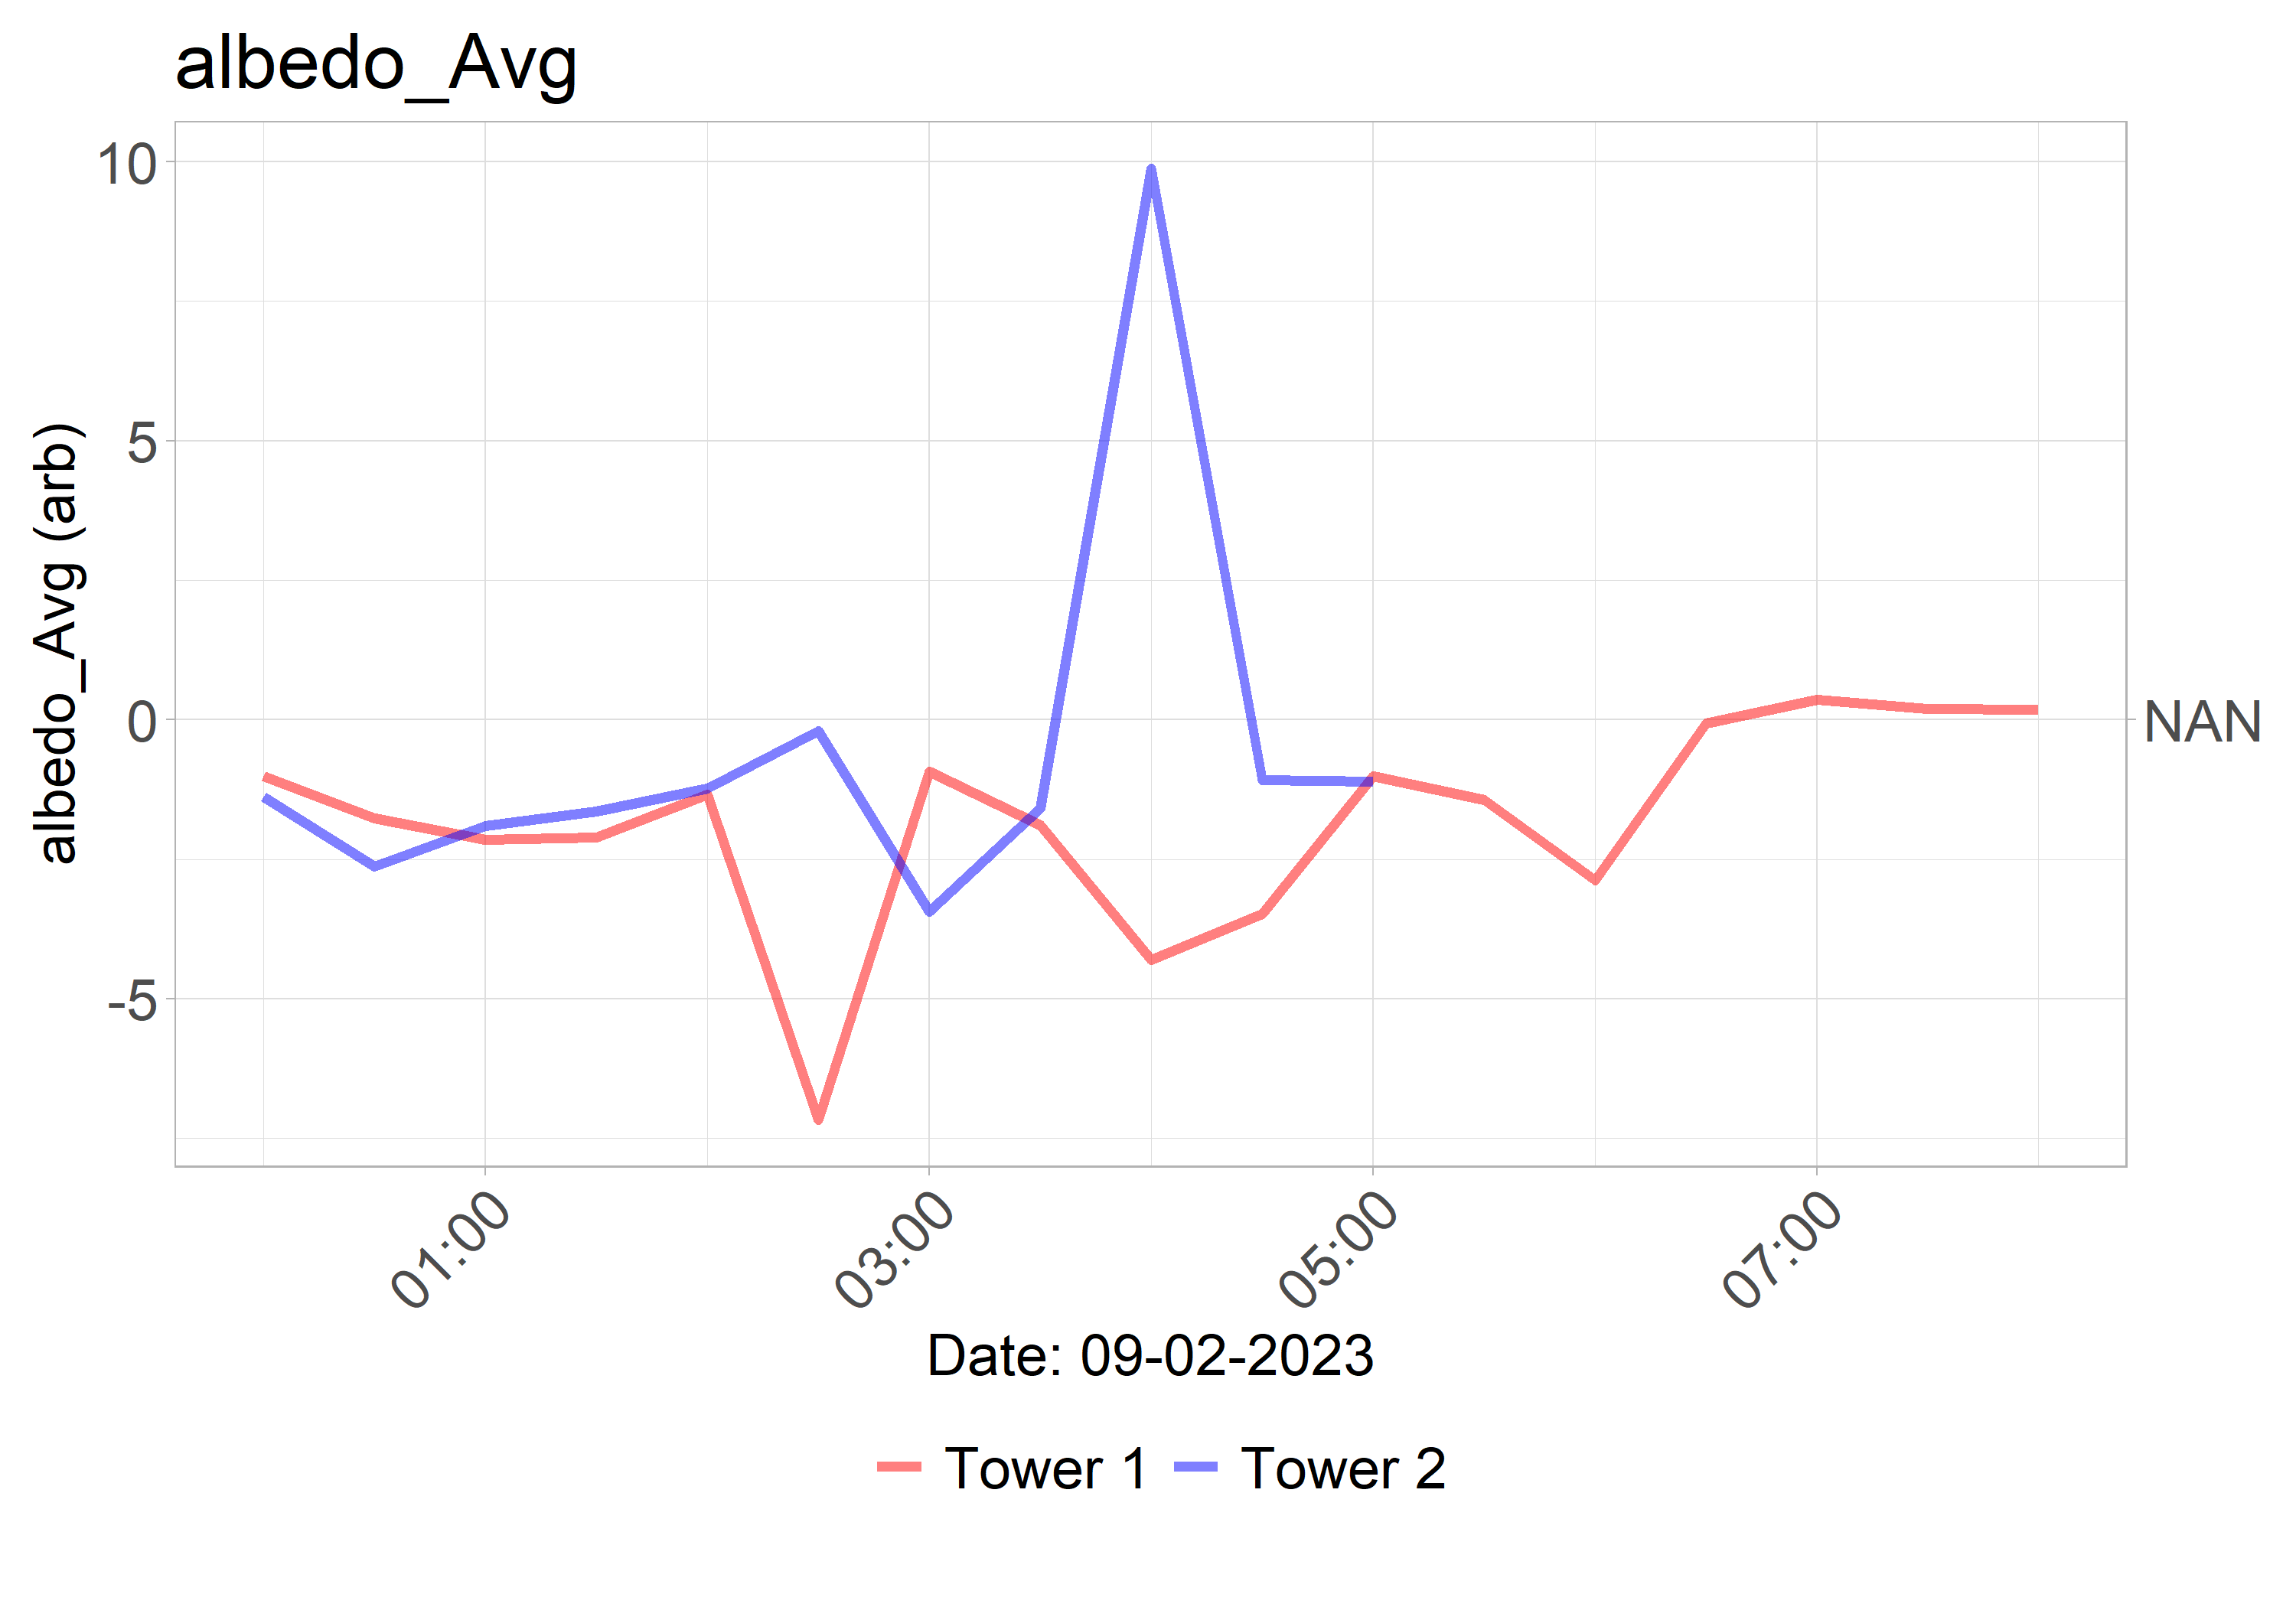 albedo_Avg
albedo_Avg (arb)
10
5
0
-5
NAN
01:00
03:00
05:00
07:00
Date: 09-02-2023
Tower 1
Tower 2